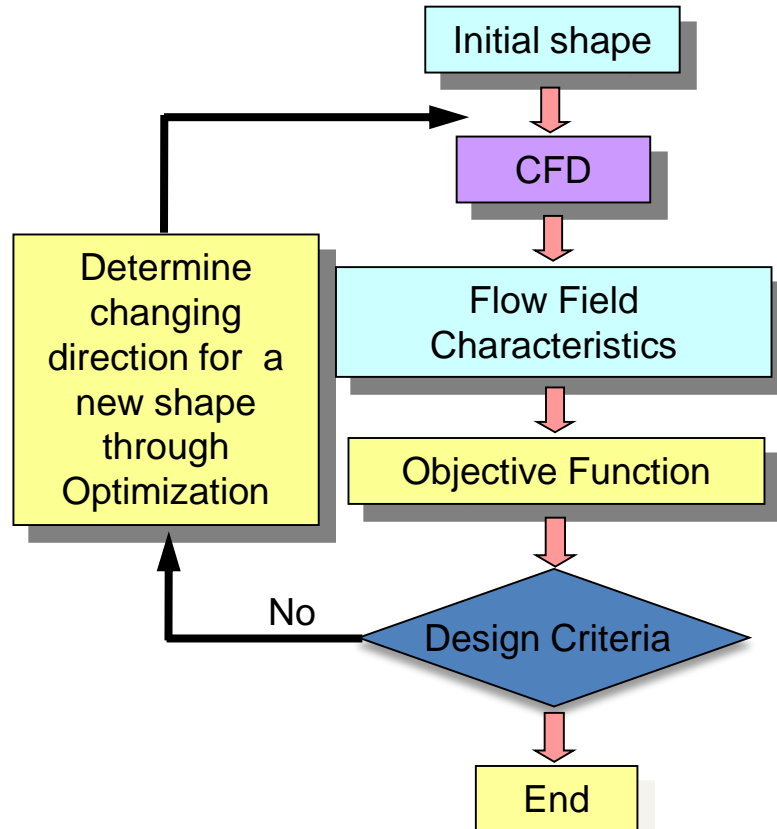 Initial shape
CFD
Flow Field
Characteristics
Objective Function
Design Criteria
No
End
Determine
changing
direction for  a
new shape
through
Optimization